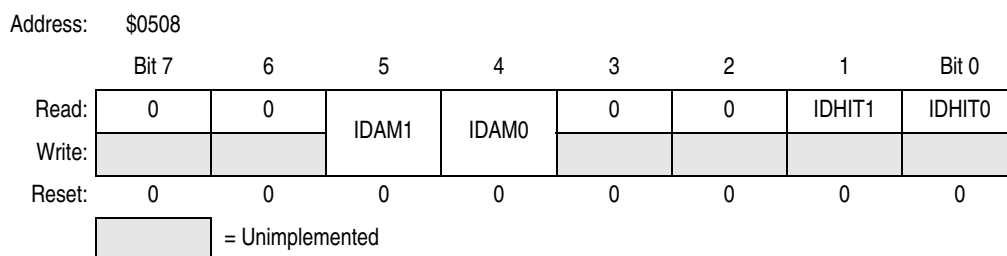 Address: $0508
Bit 7 6 5 4 3 2 1 Bit 0
Read: 0 0 IDAM1 IDAM0 0 0 IDHIT1 IDHIT0
Write:
Reset: 0 0 0 0 0 0 0 0
= Unimplemented